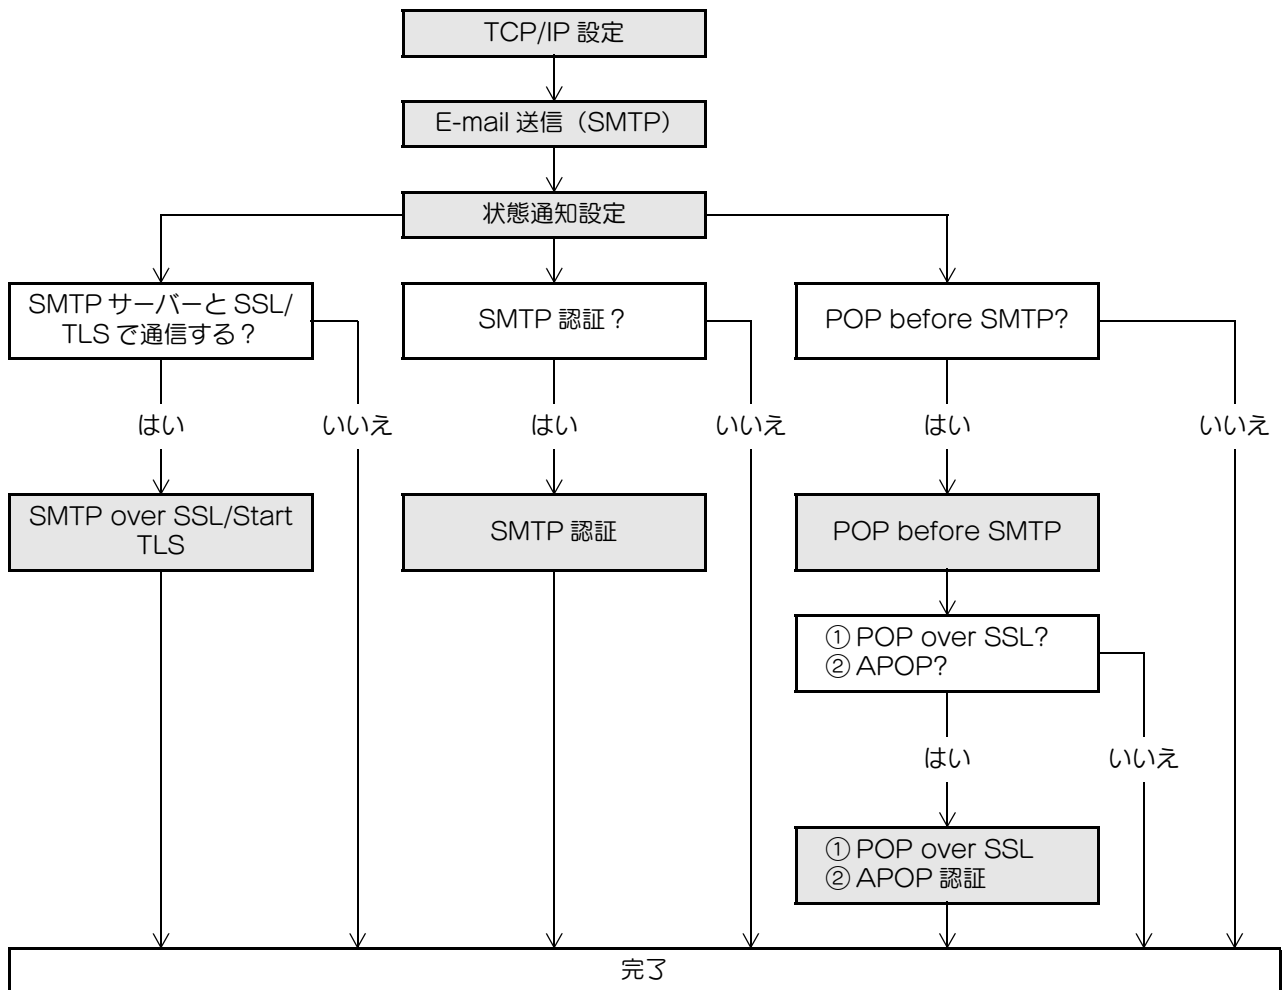 TCP/IP 設定
E-mail 送信（SMTP）
状態通知設定
SMTP サーバーと SSL/
TLS で通信する？
SMTP 認証？
POP before SMTP?
はい
いいえ
はい
いいえ
はい
いいえ
SMTP over SSL/Start
TLS
SMTP 認証
POP before SMTP
① POP over SSL?
② APOP?
はい
いいえ
① POP over SSL
② APOP 認証
完了